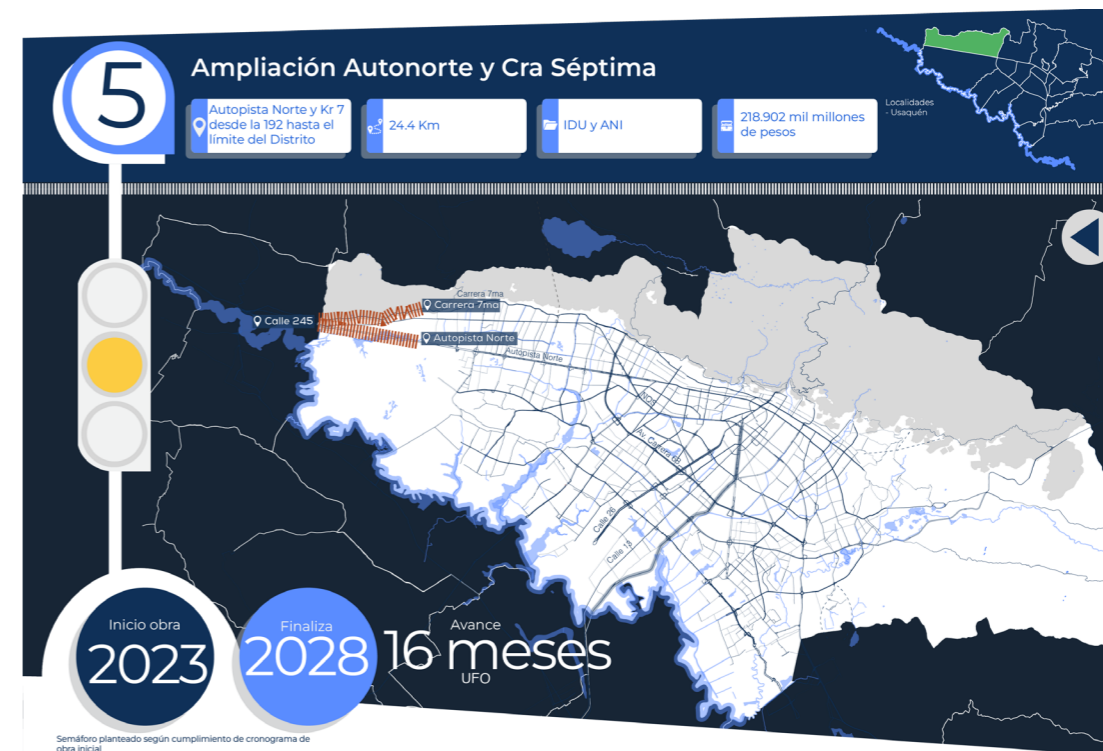 5
Ampliación Autonorte y Cra Séptima
Autopista Norte y Kr 7
desde la 192 hasta el
límite del Distrito
24.4 Km
IDU y ANI
218.902 mil millones
de pesos
Localidades
- Usaquén
Carrera 7ma
Carrera 7ma
Calle 245
Autopista Norte
Autopista Norte
NQS
Av. Carrera 68
Calle 26
Calle 13
Inicio obra
2023
Finaliza
2028
Avance
16 meses
UFO
Semáforo planteado según cumplimiento de cronograma de
obra inicial